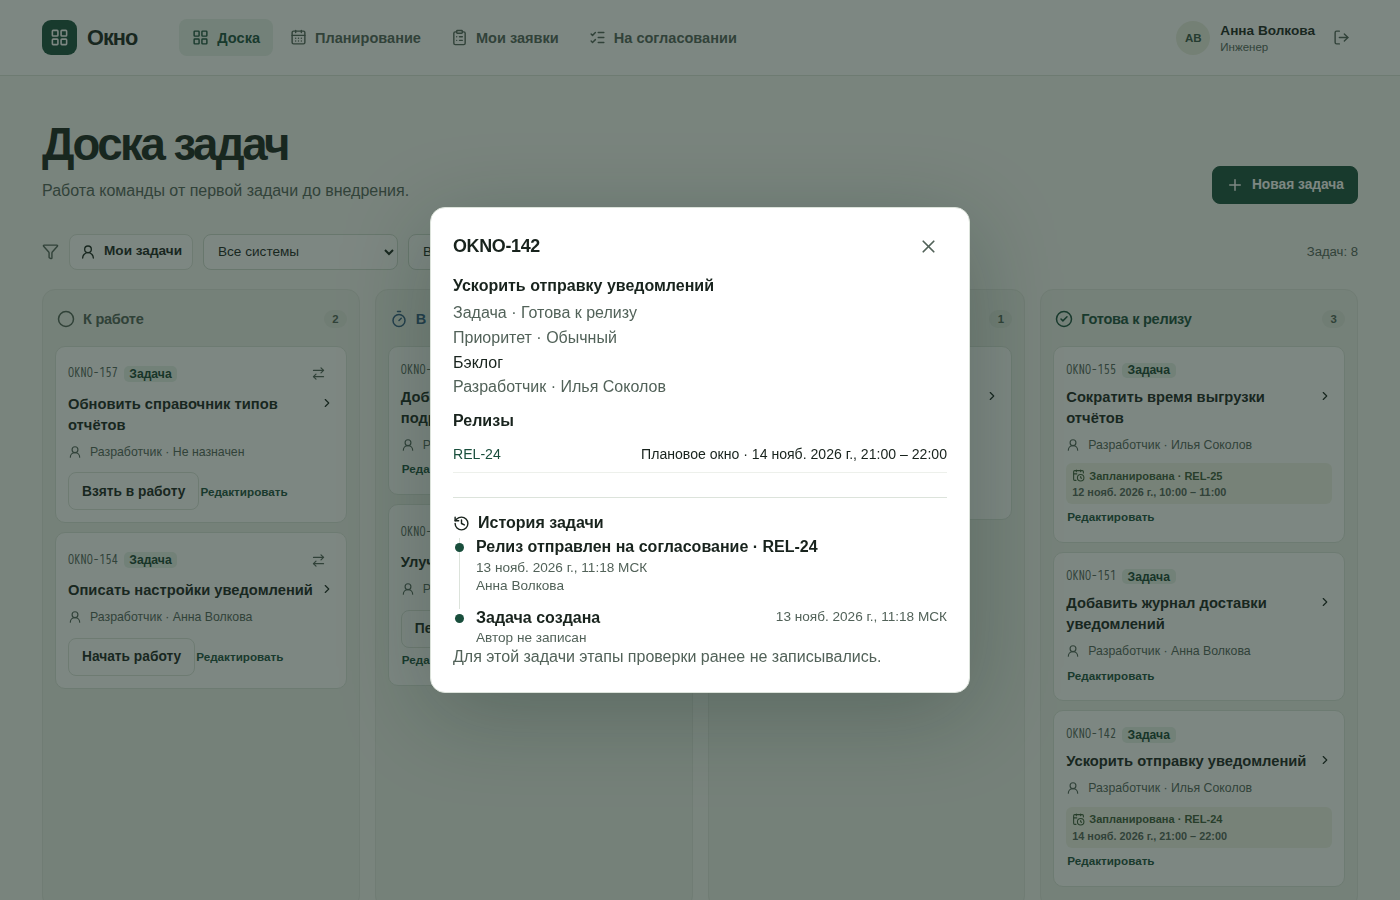 Окно
Доска
Планирование
Мои заявки
На согласовании
АВ
Анна Волкова
Инженер
Доска задач
Работа команды от первой задачи до внедрения.
Новая задача
Мои задачи
Все системы
Задач: 8
К работе
2
OKNO-157 Задача
Обновить справочник типов
отчётов
Разработчик · Не назначен
Взять в работу
Редактировать
OKNO-154 Задача
Описать настройки уведомлений
Разработчик · Анна Волкова
Начать работу
Редактировать
1
OKNO-142
Ускорить отправку уведомлений
Задача · Готова к релизу
Приоритет · Обычный
Бэклог
Разработчик · Илья Соколов
Релизы
REL-24
Плановое окно · 14 нояб. 2026 г., 21:00 – 22:00
История задачи
Релиз отправлен на согласование · REL-24
13 нояб. 2026 г., 11:18 МСК
Анна Волкова
Задача создана
13 нояб. 2026 г., 11:18 МСК
Автор не записан
Для этой задачи этапы проверки ранее не записывались.
Готова к релизу
3
OKNO-155 Задача
Сократить время выгрузки
отчётов
Разработчик · Илья Соколов
Запланирована · REL-25
12 нояб. 2026 г., 10:00 – 11:00
Редактировать
OKNO-151 Задача
Добавить журнал доставки
уведомлений
Разработчик · Анна Волкова
Редактировать
OKNO-142 Задача
Ускорить отправку уведомлений
Разработчик · Илья Соколов
Запланирована · REL-24
14 нояб. 2026 г., 21:00 – 22:00
Редактировать